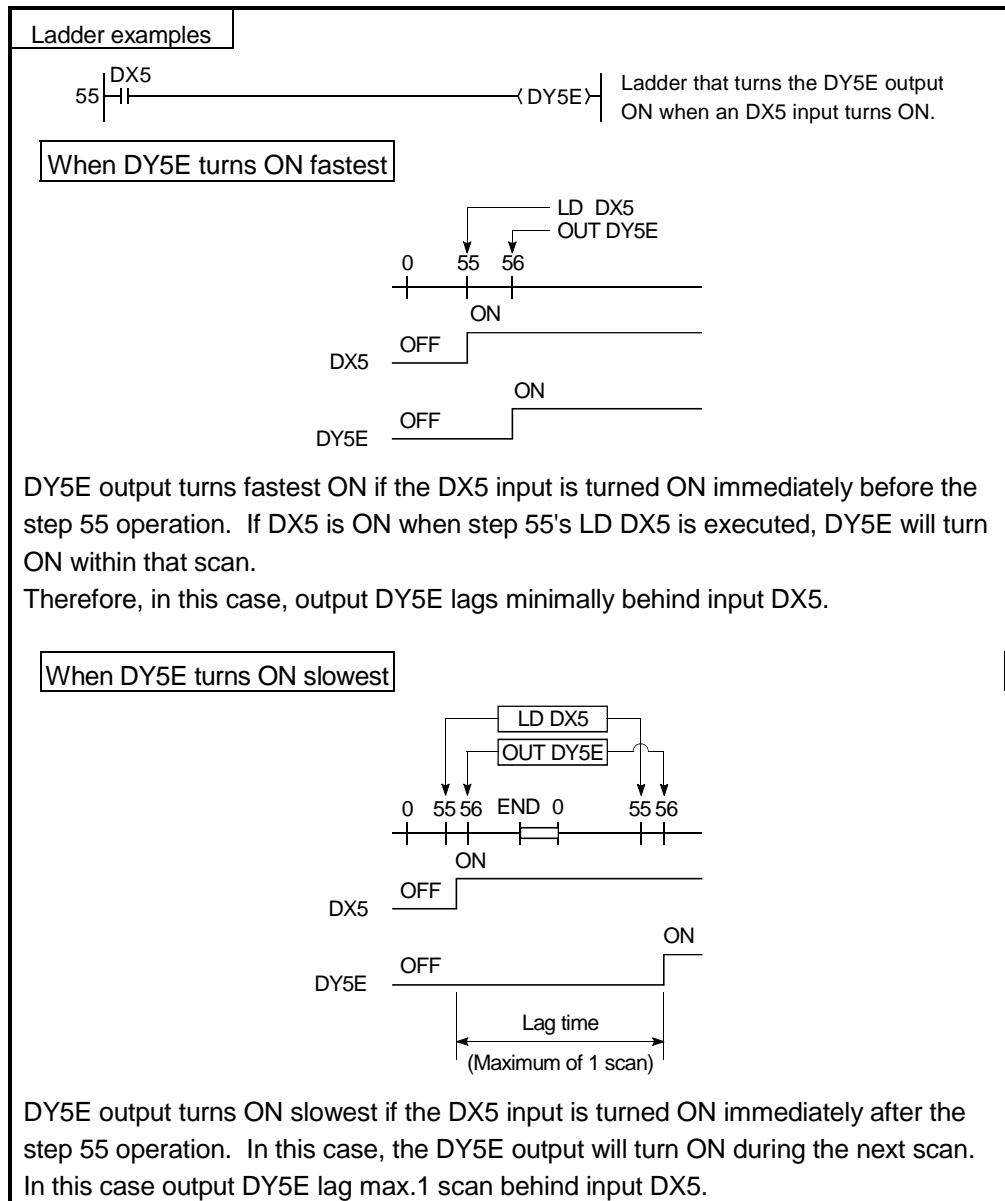 Ladder examples
DX5
55
DY5E
Ladder that turns the DY5E output
ON when an DX5 input turns ON.
When DY5E turns ON fastest
LD DX5
OUT DY5E
0 55 56
ON
OFF
DX5
ON
OFF
DY5E
DY5E output turns fastest ON if the DX5 input is turned ON immediately before the
step 55 operation. If DX5 is ON when step 55's LD DX5 is executed, DY5E will turn
ON within that scan.
Therefore, in this case, output DY5E lags minimally behind input DX5.
When DY5E turns ON slowest
LD DX5
OUT DY5E
0 55 56 END 0 55 56
ON
OFF
DX5
ON
OFF
DY5E
Lag time
(Maximum of 1 scan)
DY5E output turns ON slowest if the DX5 input is turned ON immediately after the
step 55 operation. In this case, the DY5E output will turn ON during the next scan.
In this case output DY5E lag max.1 scan behind input DX5.